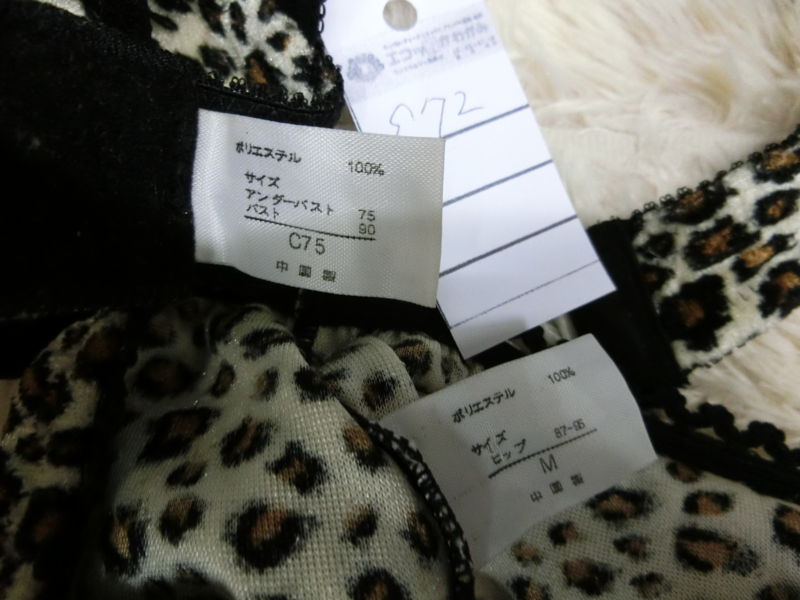 S72
ポリエステル 100%
サイズ
アンダーバスト 75
バスト 90
C75
中国製
ポリエステル 100%
サイズ
ヒップ 87-95
M
中国製